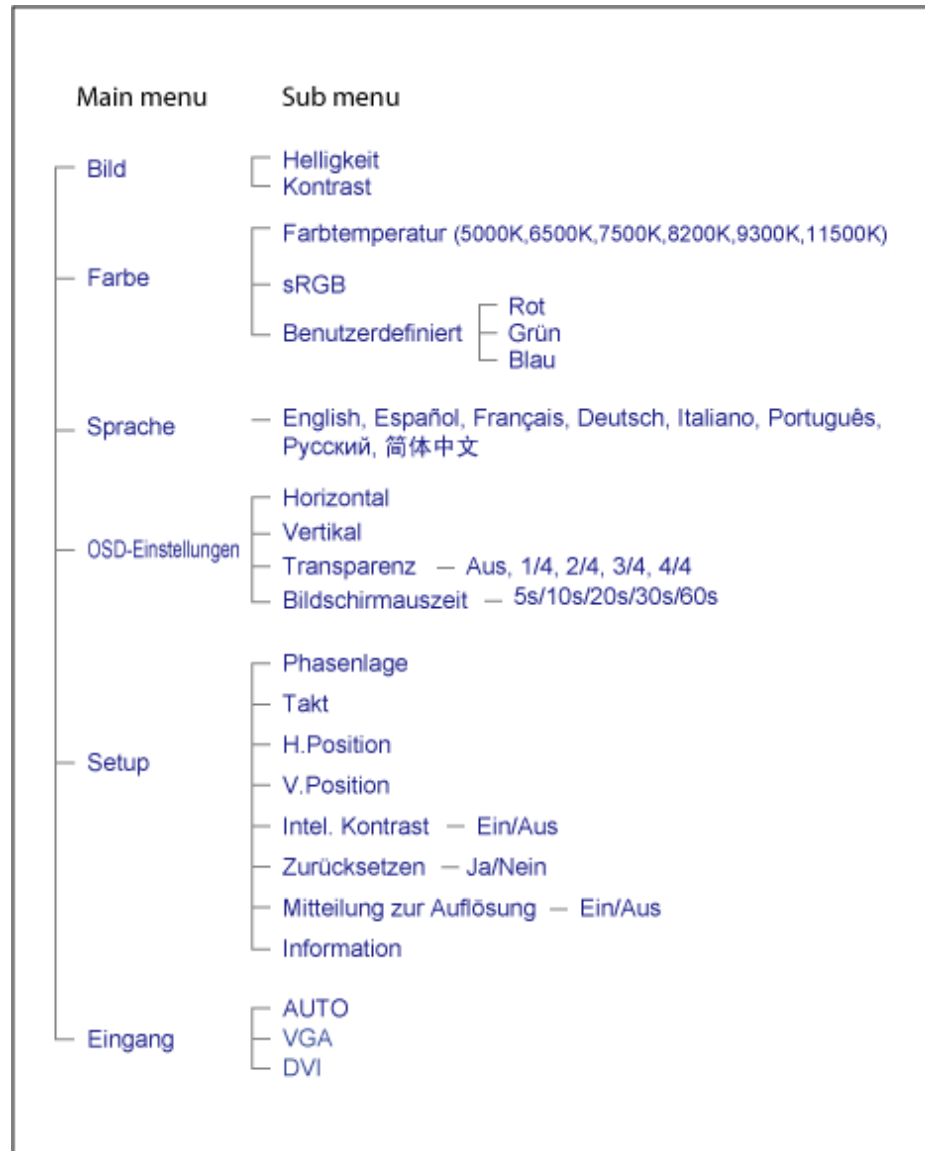 Main menu Sub menu
Bild
Helligkeit
Kontrast
Farbe
Farbtemperatur (5000K,6500K,7500K,8200K,9300K,11500K)
sRGB
Benutzerdefiniert
Rot
Grün
Blau
Sprache
English, Español, Français, Deutsch, Italiano, Português,
Русский, 简体中文
OSD-Einstellungen
Horizontal
Vertikal
Transparenz — Aus, 1/4, 2/4, 3/4, 4/4
Bildschirmauszeit — 5s/10s/20s/30s/60s
Setup
Phasenlage
Takt
H.Position
V.Position
Intel. Kontrast — Ein/Aus
Zurücksetzen — Ja/Nein
Mitteilung zur Auflösung — Ein/Aus
Information
Eingang
AUTO
VGA
DVI